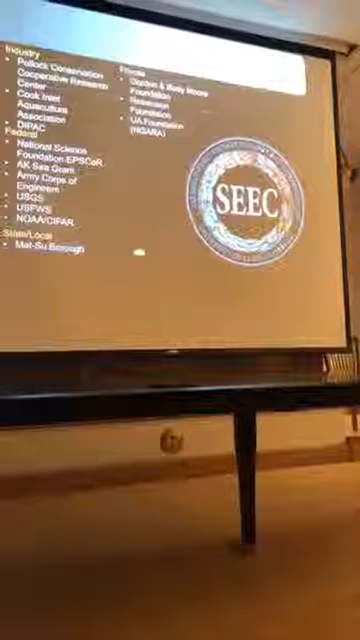 Industry
• Pollock Conservation
Cooperative Research
Center
• Cook Inlet
Aquaculture
Association
• DIPAC
Federal
• National Science
Foundation EPSCoR
• AK Sea Grant
• Army Corps of
Engineers
• USGS
• USFWS
• NOAA/CIFAR
State/Local
• Mat-Su Borough
Private
• Gordon & Betty Moore
Foundation
• Rasmuson
Foundation
• UA Foundation
SEEC